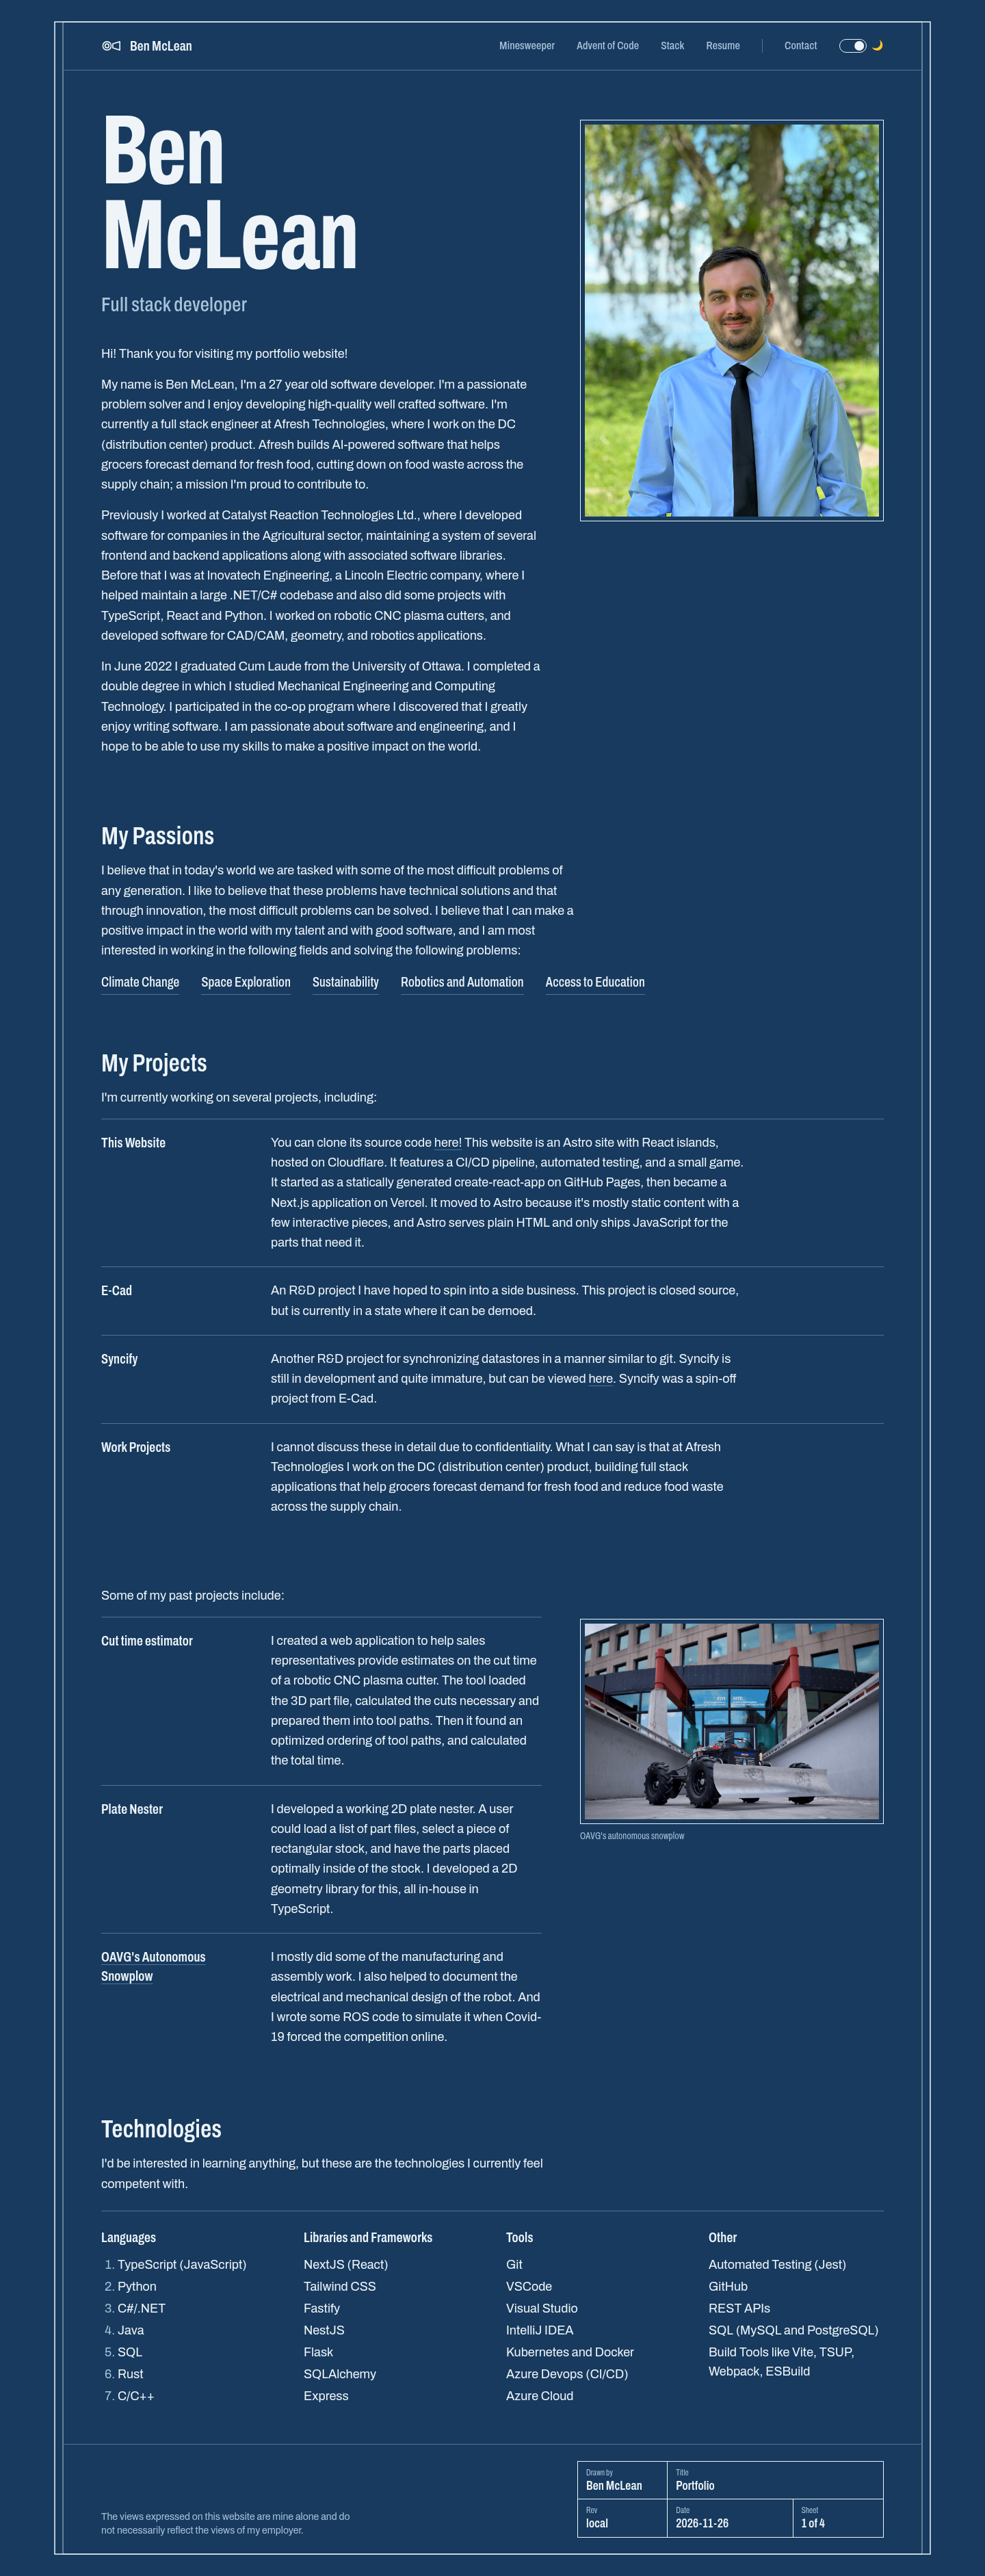 Ben McLean
Minesweeper
Advent of Code
Stack
Resume
Contact
Ben
McLean
Full stack developer
Hi! Thank you for visiting my portfolio website!
My name is Ben McLean, I'm a 27 year old software developer. I'm a passionate
problem solver and I enjoy developing high-quality well crafted software. I'm
currently a full stack engineer at Afresh Technologies, where I work on the DC
(distribution center) product. Afresh builds AI-powered software that helps
grocers forecast demand for fresh food, cutting down on food waste across the
supply chain; a mission I'm proud to contribute to.
Previously I worked at Catalyst Reaction Technologies Ltd., where I developed
software for companies in the Agricultural sector, maintaining a system of several
frontend and backend applications along with associated software libraries.
Before that I was at Inovatech Engineering, a Lincoln Electric company, where I
helped maintain a large .NET/C# codebase and also did some projects with
TypeScript, React and Python. I worked on robotic CNC plasma cutters, and
developed software for CAD/CAM, geometry, and robotics applications.
In June 2022 I graduated Cum Laude from the University of Ottawa. I completed a
double degree in which I studied Mechanical Engineering and Computing
Technology. I participated in the co-op program where I discovered that I greatly
enjoy writing software. I am passionate about software and engineering, and I
hope to be able to use my skills to make a positive impact on the world.
My Passions
I believe that in today's world we are tasked with some of the most difficult problems of
any generation. I like to believe that these problems have technical solutions and that
through innovation, the most difficult problems can be solved. I believe that I can make a
positive impact in the world with my talent and with good software, and I am most
interested in working in the following fields and solving the following problems:
Climate Change
Space Exploration
Sustainability
Robotics and Automation
Access to Education
My Projects
I'm currently working on several projects, including:
This Website
You can clone its source code here! This website is an Astro site with React islands,
hosted on Cloudflare. It features a CI/CD pipeline, automated testing, and a small game.
It started as a statically generated create-react-app on GitHub Pages, then became a
Next.js application on Vercel. It moved to Astro because it's mostly static content with a
few interactive pieces, and Astro serves plain HTML and only ships JavaScript for the
parts that need it.
E-Cad
An R&D project I have hoped to spin into a side business. This project is closed source,
but is currently in a state where it can be demoed.
Syncify
Another R&D project for synchronizing datastores in a manner similar to git. Syncify is
still in development and quite immature, but can be viewed here. Syncify was a spin-off
project from E-Cad.
Work Projects
I cannot discuss these in detail due to confidentiality. What I can say is that at Afresh
Technologies I work on the DC (distribution center) product, building full stack
applications that help grocers forecast demand for fresh food and reduce food waste
across the supply chain.
Some of my past projects include:
Cut time estimator
I created a web application to help sales
representatives provide estimates on the cut time
of a robotic CNC plasma cutter. The tool loaded
the 3D part file, calculated the cuts necessary and
prepared them into tool paths. Then it found an
optimized ordering of tool paths, and calculated
the total time.
Plate Nester
I developed a working 2D plate nester. A user
could load a list of part files, select a piece of
rectangular stock, and have the parts placed
optimally inside of the stock. I developed a 2D
geometry library for this, all in-house in
TypeScript.
OAVG's Autonomous
Snowplow
I mostly did some of the manufacturing and
assembly work. I also helped to document the
electrical and mechanical design of the robot. And
I wrote some ROS code to simulate it when Covid-
19 forced the competition online.
OAVG's autonomous snowplow
Technologies
I'd be interested in learning anything, but these are the technologies I currently feel
competent with.
Languages
1. TypeScript (JavaScript)
2. Python
3. C#/.NET
4. Java
5. SQL
6. Rust
7. C/C++
Libraries and Frameworks
NextJS (React)
Tailwind CSS
Fastify
NestJS
Flask
SQLAlchemy
Express
Tools
Git
VSCode
Visual Studio
IntelliJ IDEA
Kubernetes and Docker
Azure Devops (CI/CD)
Azure Cloud
Other
Automated Testing (Jest)
GitHub
REST APIs
SQL (MySQL and PostgreSQL)
Build Tools like Vite, TSUP,
Webpack, ESBuild
The views expressed on this website are mine alone and do
not necessarily reflect the views of my employer.
Drawn by
Ben McLean
Title
Portfolio
Rev
local
Date
2026-11-26
Sheet
1 of 4